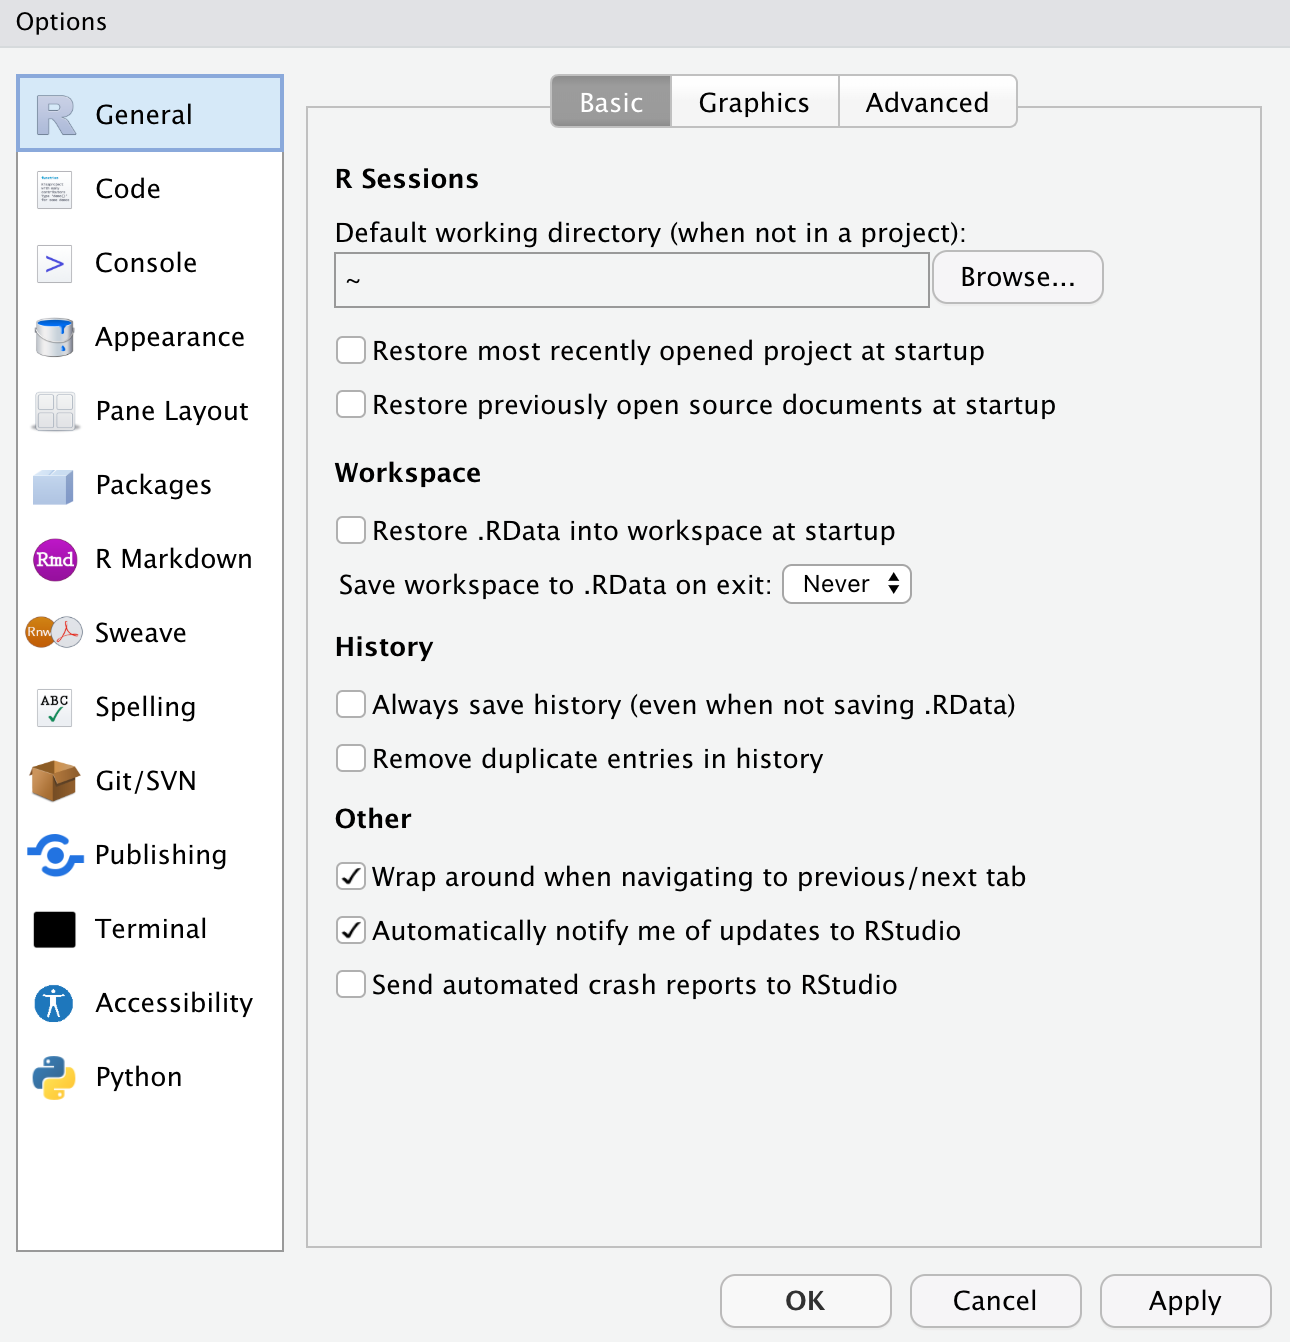 Options
General
Code
Console
Appearance
Pane Layout
Packages
Rmd R Markdown
Rnw Sweave
ABC Spelling
Git/SVN
Publishing
Terminal
Accessibility
Python
Basic Graphics Advanced
R Sessions
Default working directory (when not in a project):
~ Browse...
Restore most recently opened project at startup
Restore previously open source documents at startup
Workspace
Restore .RData into workspace at startup
Save workspace to .RData on exit: Never
History
Always save history (even when not saving .RData)
Remove duplicate entries in history
Other
Wrap around when navigating to previous/next tab
Automatically notify me of updates to RStudio
Send automated crash reports to RStudio
OK Cancel Apply